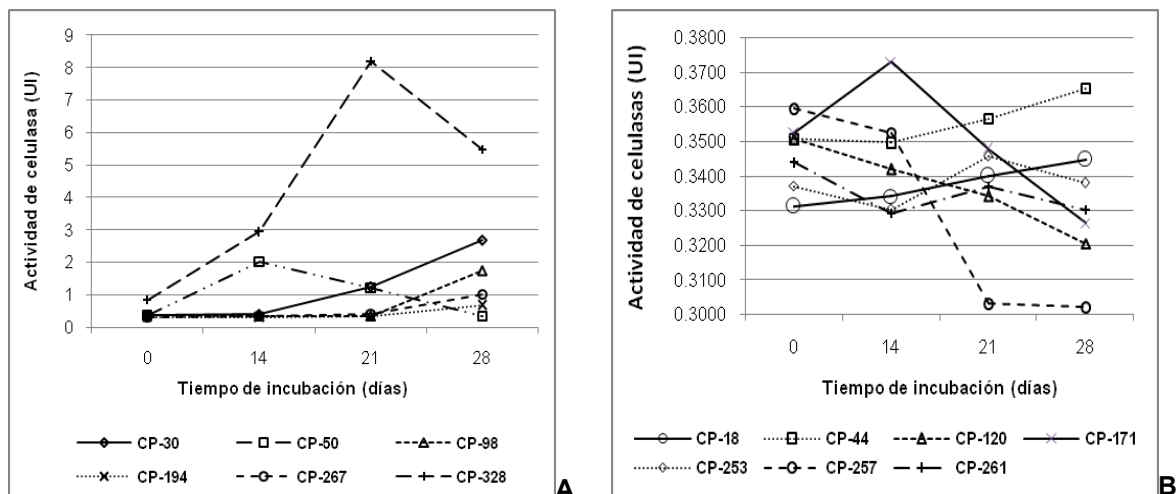 9
8
7
6
5
4
3
2
1
0
Actividad de celulasa (UI)
0 14 21 28
Tiempo de incubación (días)
CP-30 CP-50 CP-98
CP-194 CP-267 CP-328
A
0.3800
0.3700
0.3600
0.3500
0.3400
0.3300
0.3200
0.3100
0.3000
Actividad de celulasas (UI)
0 14 21 28
Tiempo de incubación (días)
CP-18 CP-44 CP-120 CP-171
CP-253 CP-257 CP-261
B